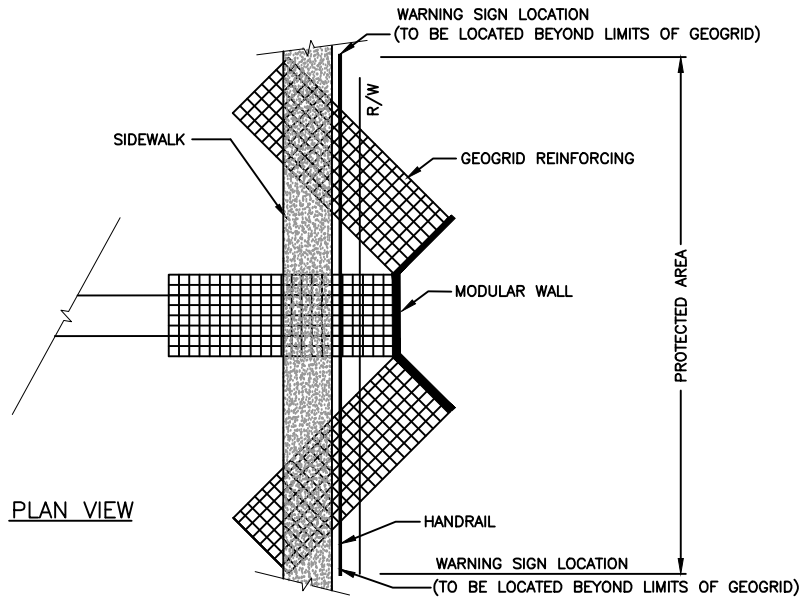 WARNING SIGN LOCATION
(TO BE LOCATED BEYOND LIMITS OF GEOGRID)
R/W
SIDEWALK
GEOGRID REINFORCING
MODULAR WALL
PROTECTED AREA
PLAN VIEW
HANDRAIL
WARNING SIGN LOCATION
(TO BE LOCATED BEYOND LIMITS OF GEOGRID)